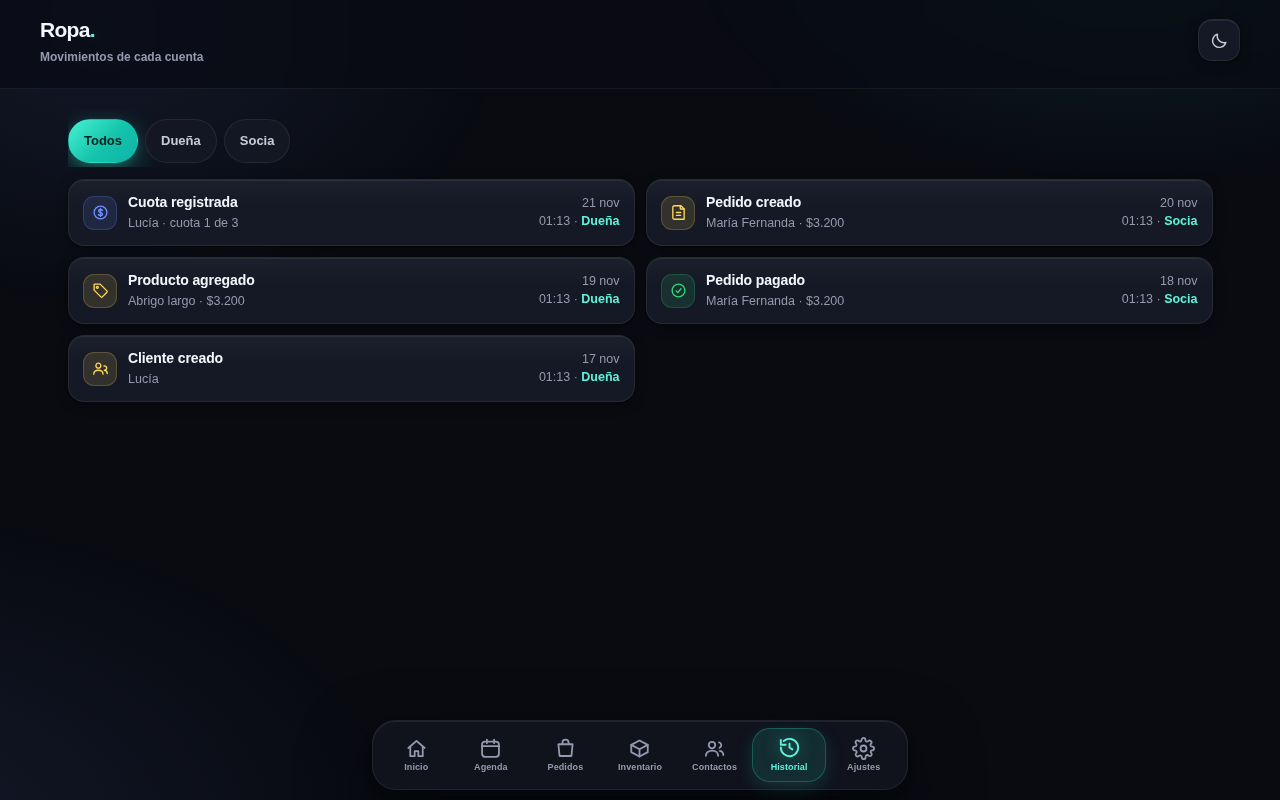 Ropa.
Movimientos de cada cuenta
Todos
Dueña
Socia
Cuota registrada
Lucía · cuota 1 de 3
21 nov
01:13 · Dueña
Pedido creado
María Fernanda · $3.200
20 nov
01:13 · Socia
Producto agregado
Abrigo largo · $3.200
19 nov
01:13 · Dueña
Pedido pagado
María Fernanda · $3.200
18 nov
01:13 · Socia
Cliente creado
Lucía
17 nov
01:13 · Dueña
Inicio
Agenda
Pedidos
Inventario
Contactos
Historial
Ajustes